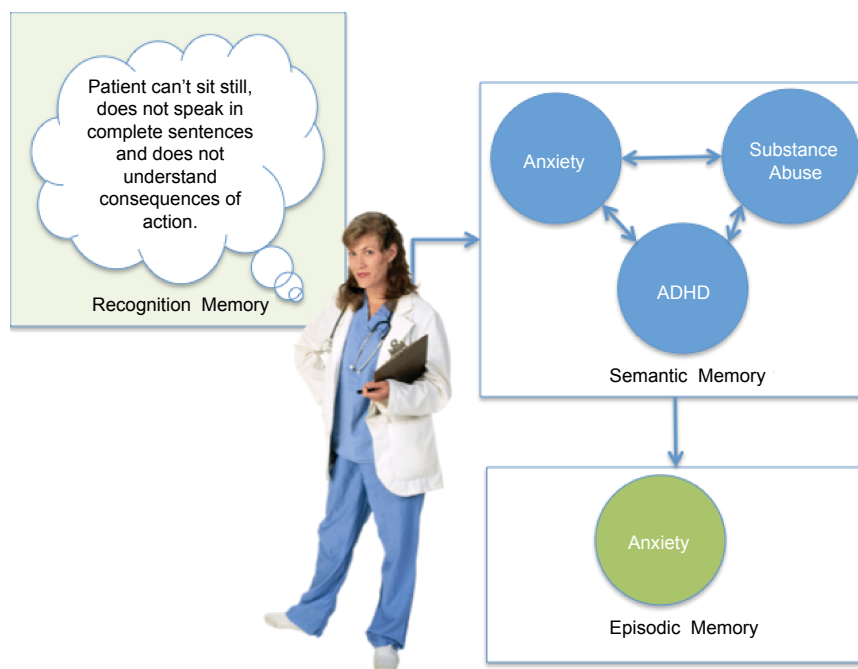 Patient can't sit still,
does not speak in
complete sentences
and does not
understand
consequences of
action.
Recognition Memory
Anxiety
Substance
Abuse
ADHD
Semantic Memory
Anxiety
Episodic Memory